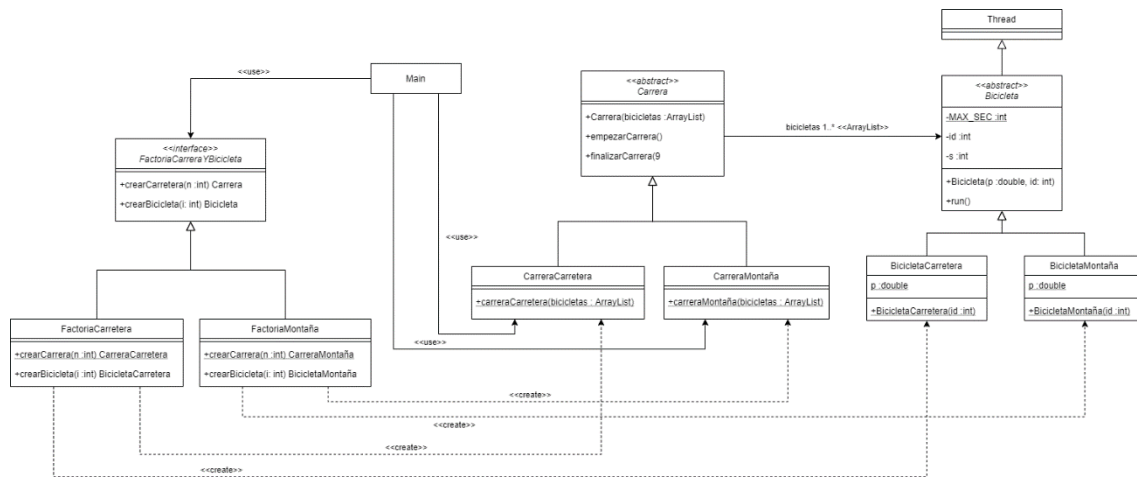 Thread
<<use>>
Main
<<abstract>>
Carrera
+Carrera(bicicletas :ArrayList)
+empezarCarrera()
+finalizarCarrera(9
bicicletas 1..* <<ArrayList>>
<<abstract>>
Bicicleta
-MAX_SEC :int
-id :int
-s :int
+Bicicleta(p :double, id: int)
+run()
<<interface>>
FactoriaCarreraYBicicleta
+crearCarretera(n :int) Carrera
+crearBicicleta(i: int) Bicicleta
<<use>>
CarreraCarretera
+carreraCarretera(bicicletas : ArrayList)
CarreraMontaña
+carreraMontaña(bicicletas : ArrayList)
BicicletaCarretera
p :double
+BicicletaCarretera(id :int)
BicicletaMontaña
p :double
+BicicletaMontaña(id :int)
FactoriaCarretera
+crearCarrera(n :int) CarreraCarretera
+crearBicicleta(i :int) BicicletaCarretera
FactoriaMontaña
+crearCarrera(n :int) CarreraMontaña
+crearBicicleta(i: int) BicicletaMontaña
<<use>>
<<create>>
<<create>>
<<create>>
<<create>>